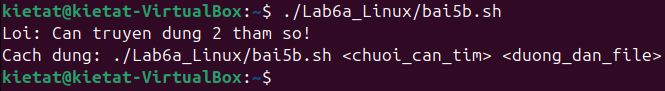 kietat@kietat-VirtualBox:~$ ./Lab6a_Linux/bai5b.sh
Loi: Can truyen dung 2 tham so!
Cach dung: ./Lab6a_Linux/bai5b.sh <chuoi_can_tim> <duong_dan_file>
kietat@kietat-VirtualBox:~$